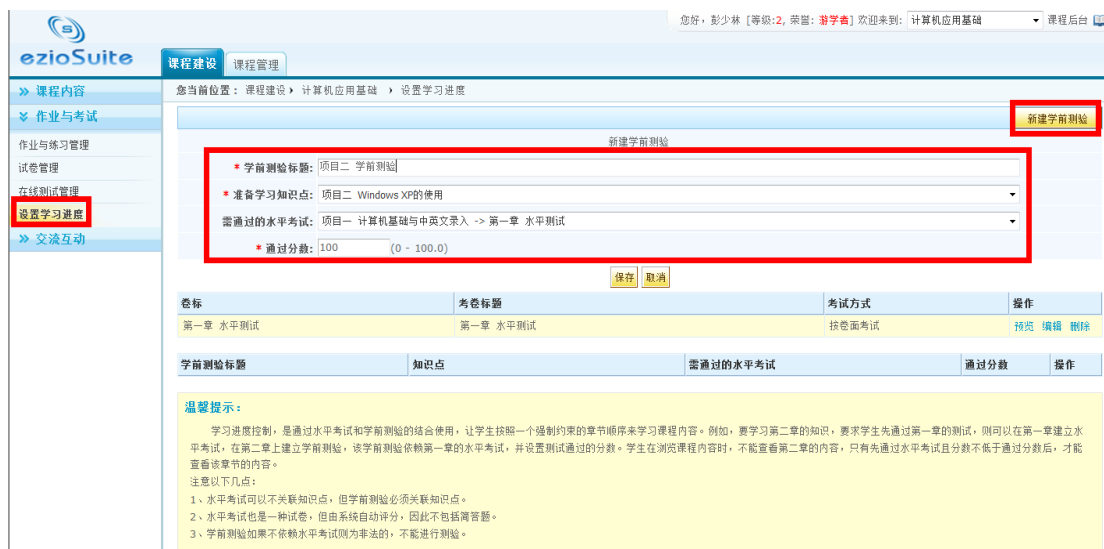 您好，彭少林 [等级:2, 荣誉: 游学者] 欢迎来到: 计算机应用基础 课程后台
ezioSuite
课程建设 课程管理
课程内容
您当前位置： 课程建设 计算机应用基础 设置学习进度
作业与考试
新建学前测验
作业与练习管理
新建学前测验
试卷管理
* 学前测验标题: 项目二 学前测验
在线测试管理
* 准备学习知识点: 项目二 Windows XP的使用
设置学习进度
需通过的水平考试: 项目一 计算机基础与中英文录入 -> 第一章 水平测试
交流互动
* 通过分数: 100 (0 - 100.0)
保存 取消
卷标 考卷标题 考试方式 操作
第一章 水平测试 第一章 水平测试 按卷面考试 预览 编辑 删除
学前测验标题 知识点 需通过的水平考试 通过分数 操作
温馨提示：
学习进度控制，是通过水平考试和学前测验的结合使用，让学生按照一个强制约束的章节顺序来学习课程内容。例如，要学习第二章的知识，要求学生先通过第一章的测试，则可以在第一章建立水
平考试，在第二章上建立学前测验，该学前测验依赖第一章的水平考试，并设置测试通过的分数。学生在浏览课程内容时，不能查看第二章的内容，只有先通过水平考试且分数不低于通过分数后，才能
查看该章节的内容。
注意以下几点：
1、水平考试可以不关联知识点，但学前测验必须关联知识点。
2、水平考试也是一种试卷，但由系统自动评分，因此不包括简答题。
3、学前测验如果不依赖水平考试则为非法的，不能进行测验。